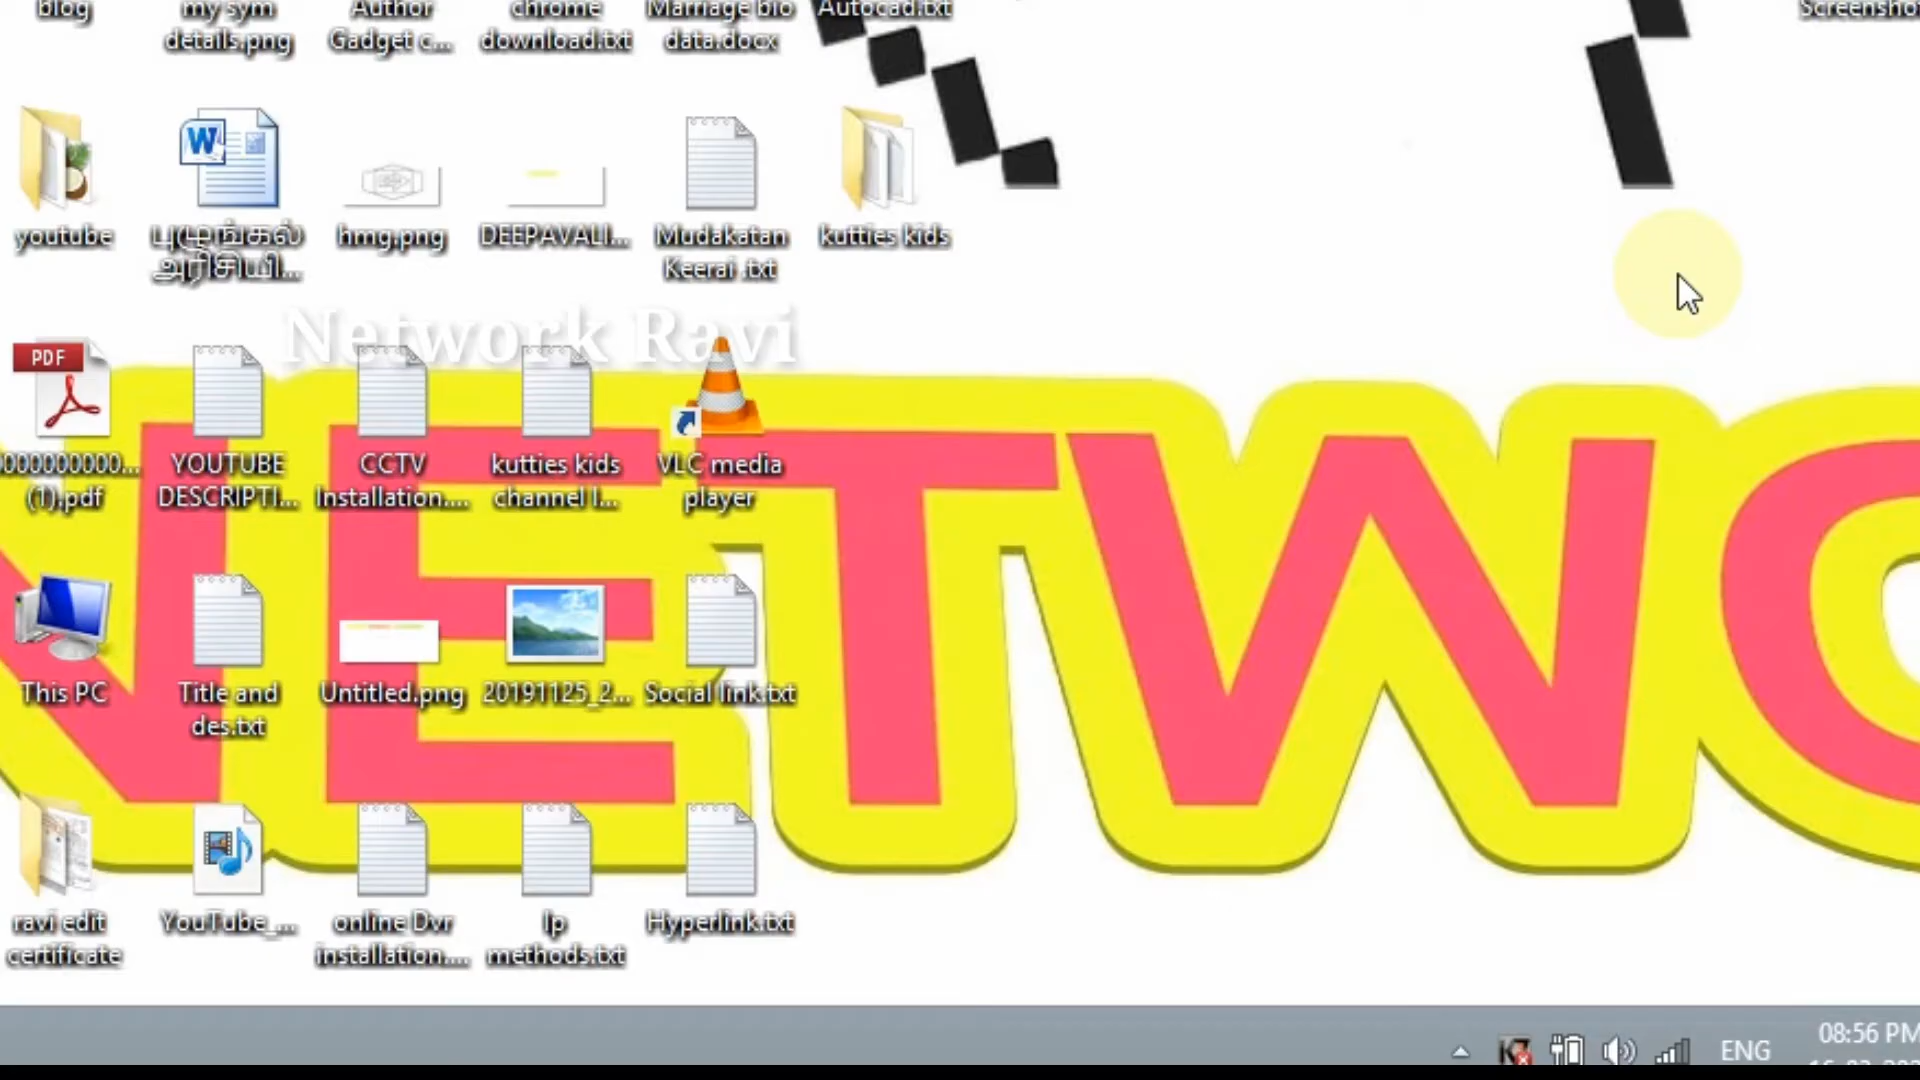 blog
my sym
details.png
Author
Gadget c...
chrome
download.txt
Marriage bio
data.docx
Autocad.txt
youtube
புழுங்கல்
அரிசியி...
hmg.png
DEEPAVALI...
Mudakatan
Keerai .txt
kutties kids
Network Ravi
PDF
000000000...
(1).pdf
YOUTUBE
DESCRIPTI...
CCTV
Installation....
kutties kids
channel l...
VLC media
player
NETWO
This PC
Title and
des.txt
Untitled.png
20191125_2...
Social link.txt
ravi edit
certificate
YouTube_...
online Dvr
installation....
Ip
methods.txt
Hyperlink.txt
ENG
08:56 PM